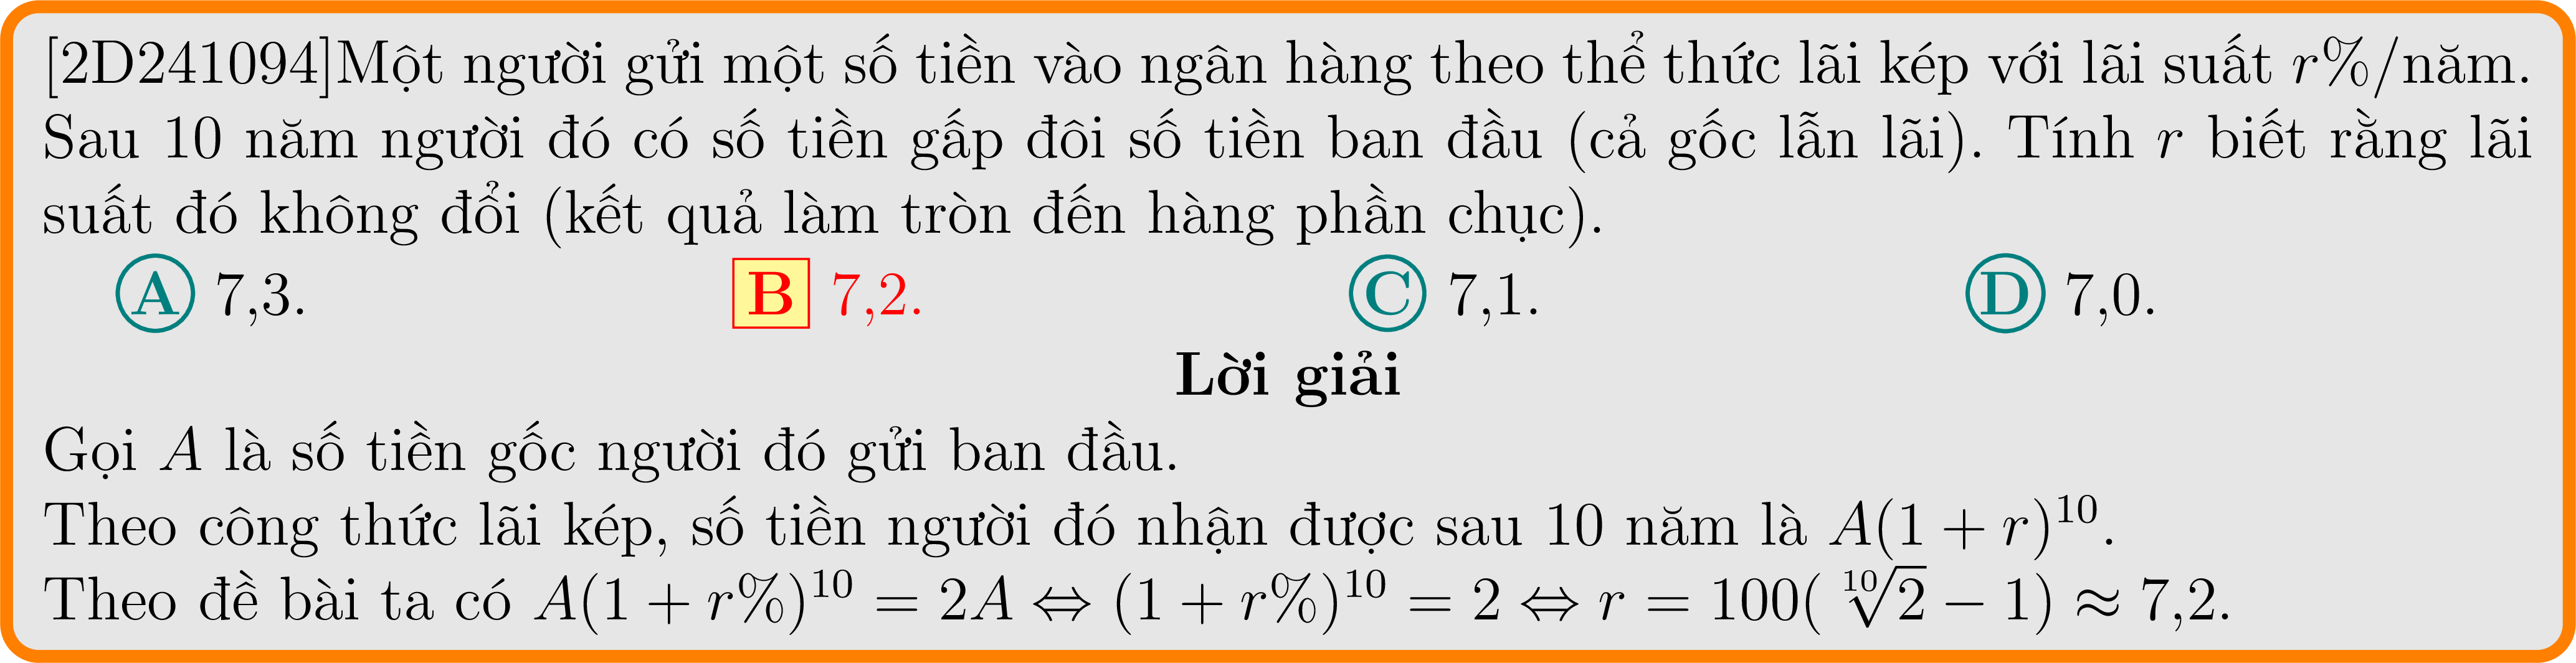 [2D241094]Một người gửi một số tiền vào ngân hàng theo thể thức lãi kép với lãi suất r%/năm.
Sau 10 năm người đó có số tiền gấp đôi số tiền ban đầu (cả gốc lẫn lãi). Tính r biết rằng lãi
suất đó không đổi (kết quả làm tròn đến hàng phần chục).
A 7,3. B 7,2. C 7,1. D 7,0.
Lời giải
Gọi A là số tiền gốc người đó gửi ban đầu.
Theo công thức lãi kép, số tiền người đó nhận được sau 10 năm là A(1 + r)¹⁰.
Theo đề bài ta có A(1 + r%)¹⁰ = 2A ⇔ (1 + r%)¹⁰ = 2 ⇔ r = 100(¹⁰√2 − 1) ≈ 7,2.